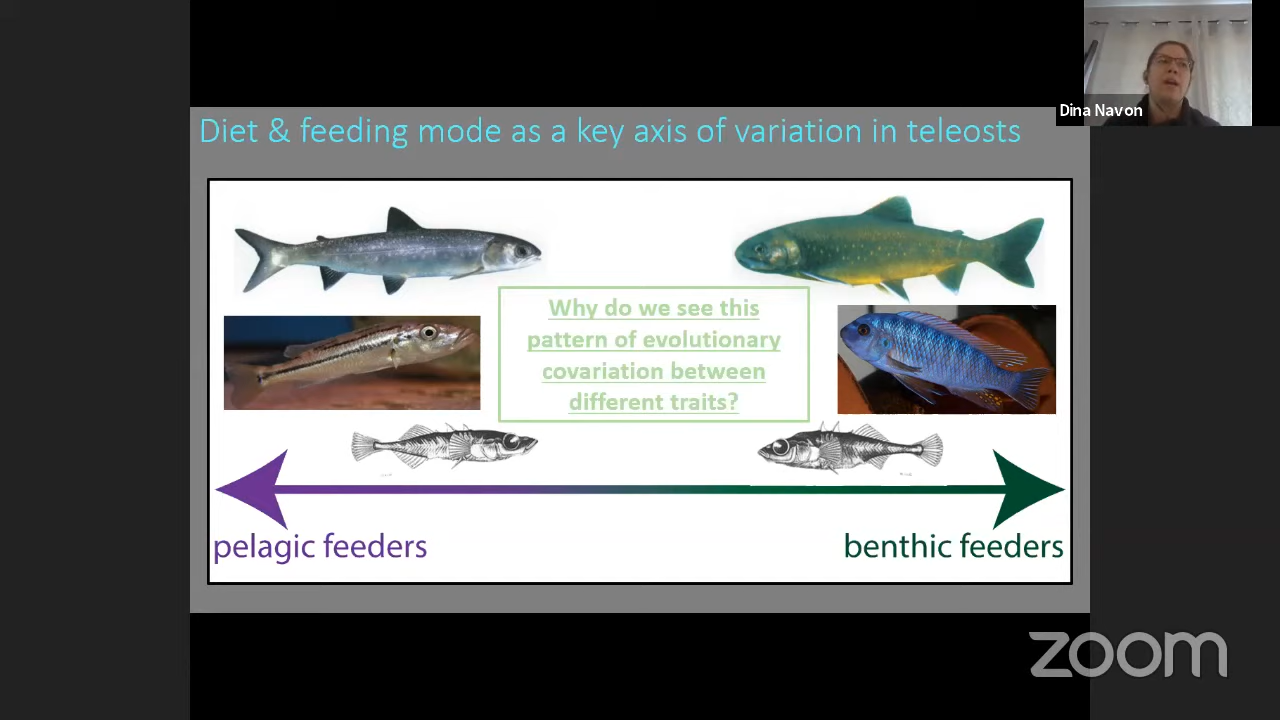 Dina Navon
Diet & feeding mode as a key axis of variation in teleosts
Why do we see this
pattern of evolutionary
covariation between
different traits?
pelagic feeders
benthic feeders
zoom